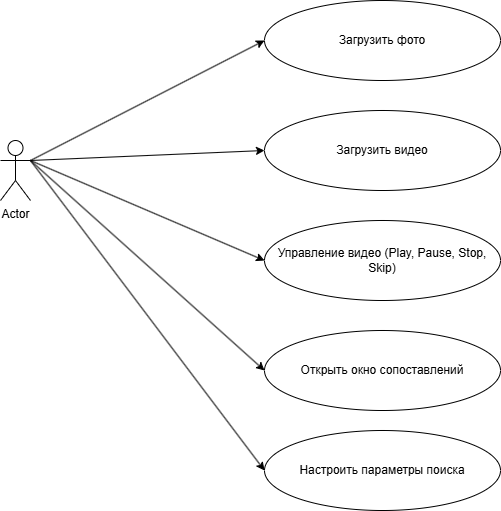 Загрузить фото
Загрузить видео
Actor
Управление видео (Play, Pause, Stop,
Skip)
Открыть окно сопоставлений
Настроить параметры поиска